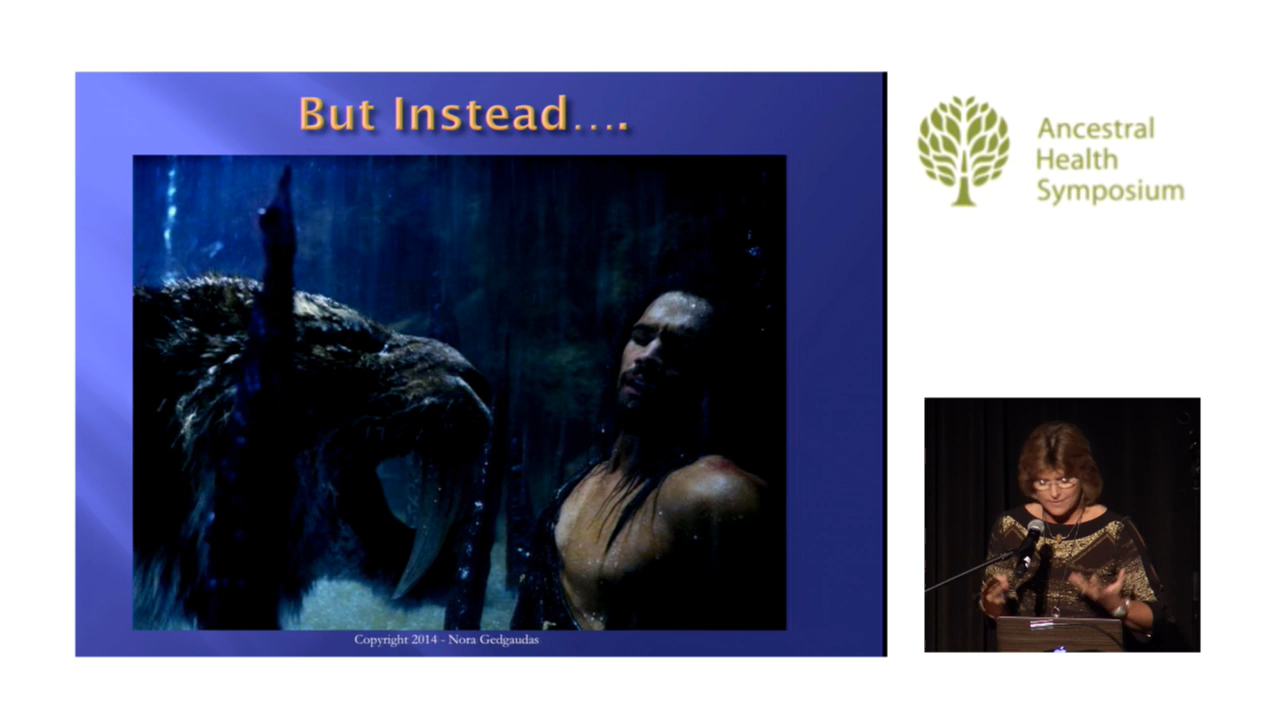 But Instead….
Ancestral
Health
Symposium
Copyright 2014 - Nora Gedgaudas